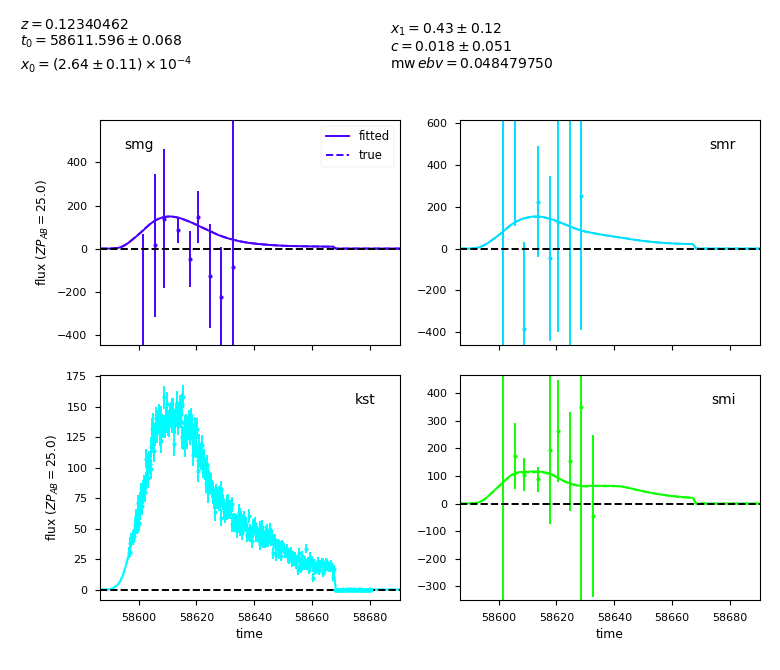 z = 0.12340462
t₀ = 58611.596 ± 0.068
x₀ = (2.64 ± 0.11) × 10⁻⁴
x₁ = 0.43 ± 0.12
c = 0.018 ± 0.051
mw ebv = 0.048479750
smg
fitted
true
400
200
0
−200
−400
flux (ZP_AB = 25.0)
smr
600
400
200
0
−200
−400
kst
175
150
125
100
75
50
25
0
flux (ZP_AB = 25.0)
58600 58620 58640 58660 58680
time
smi
400
300
200
100
0
−100
−200
−300
58600 58620 58640 58660 58680
time